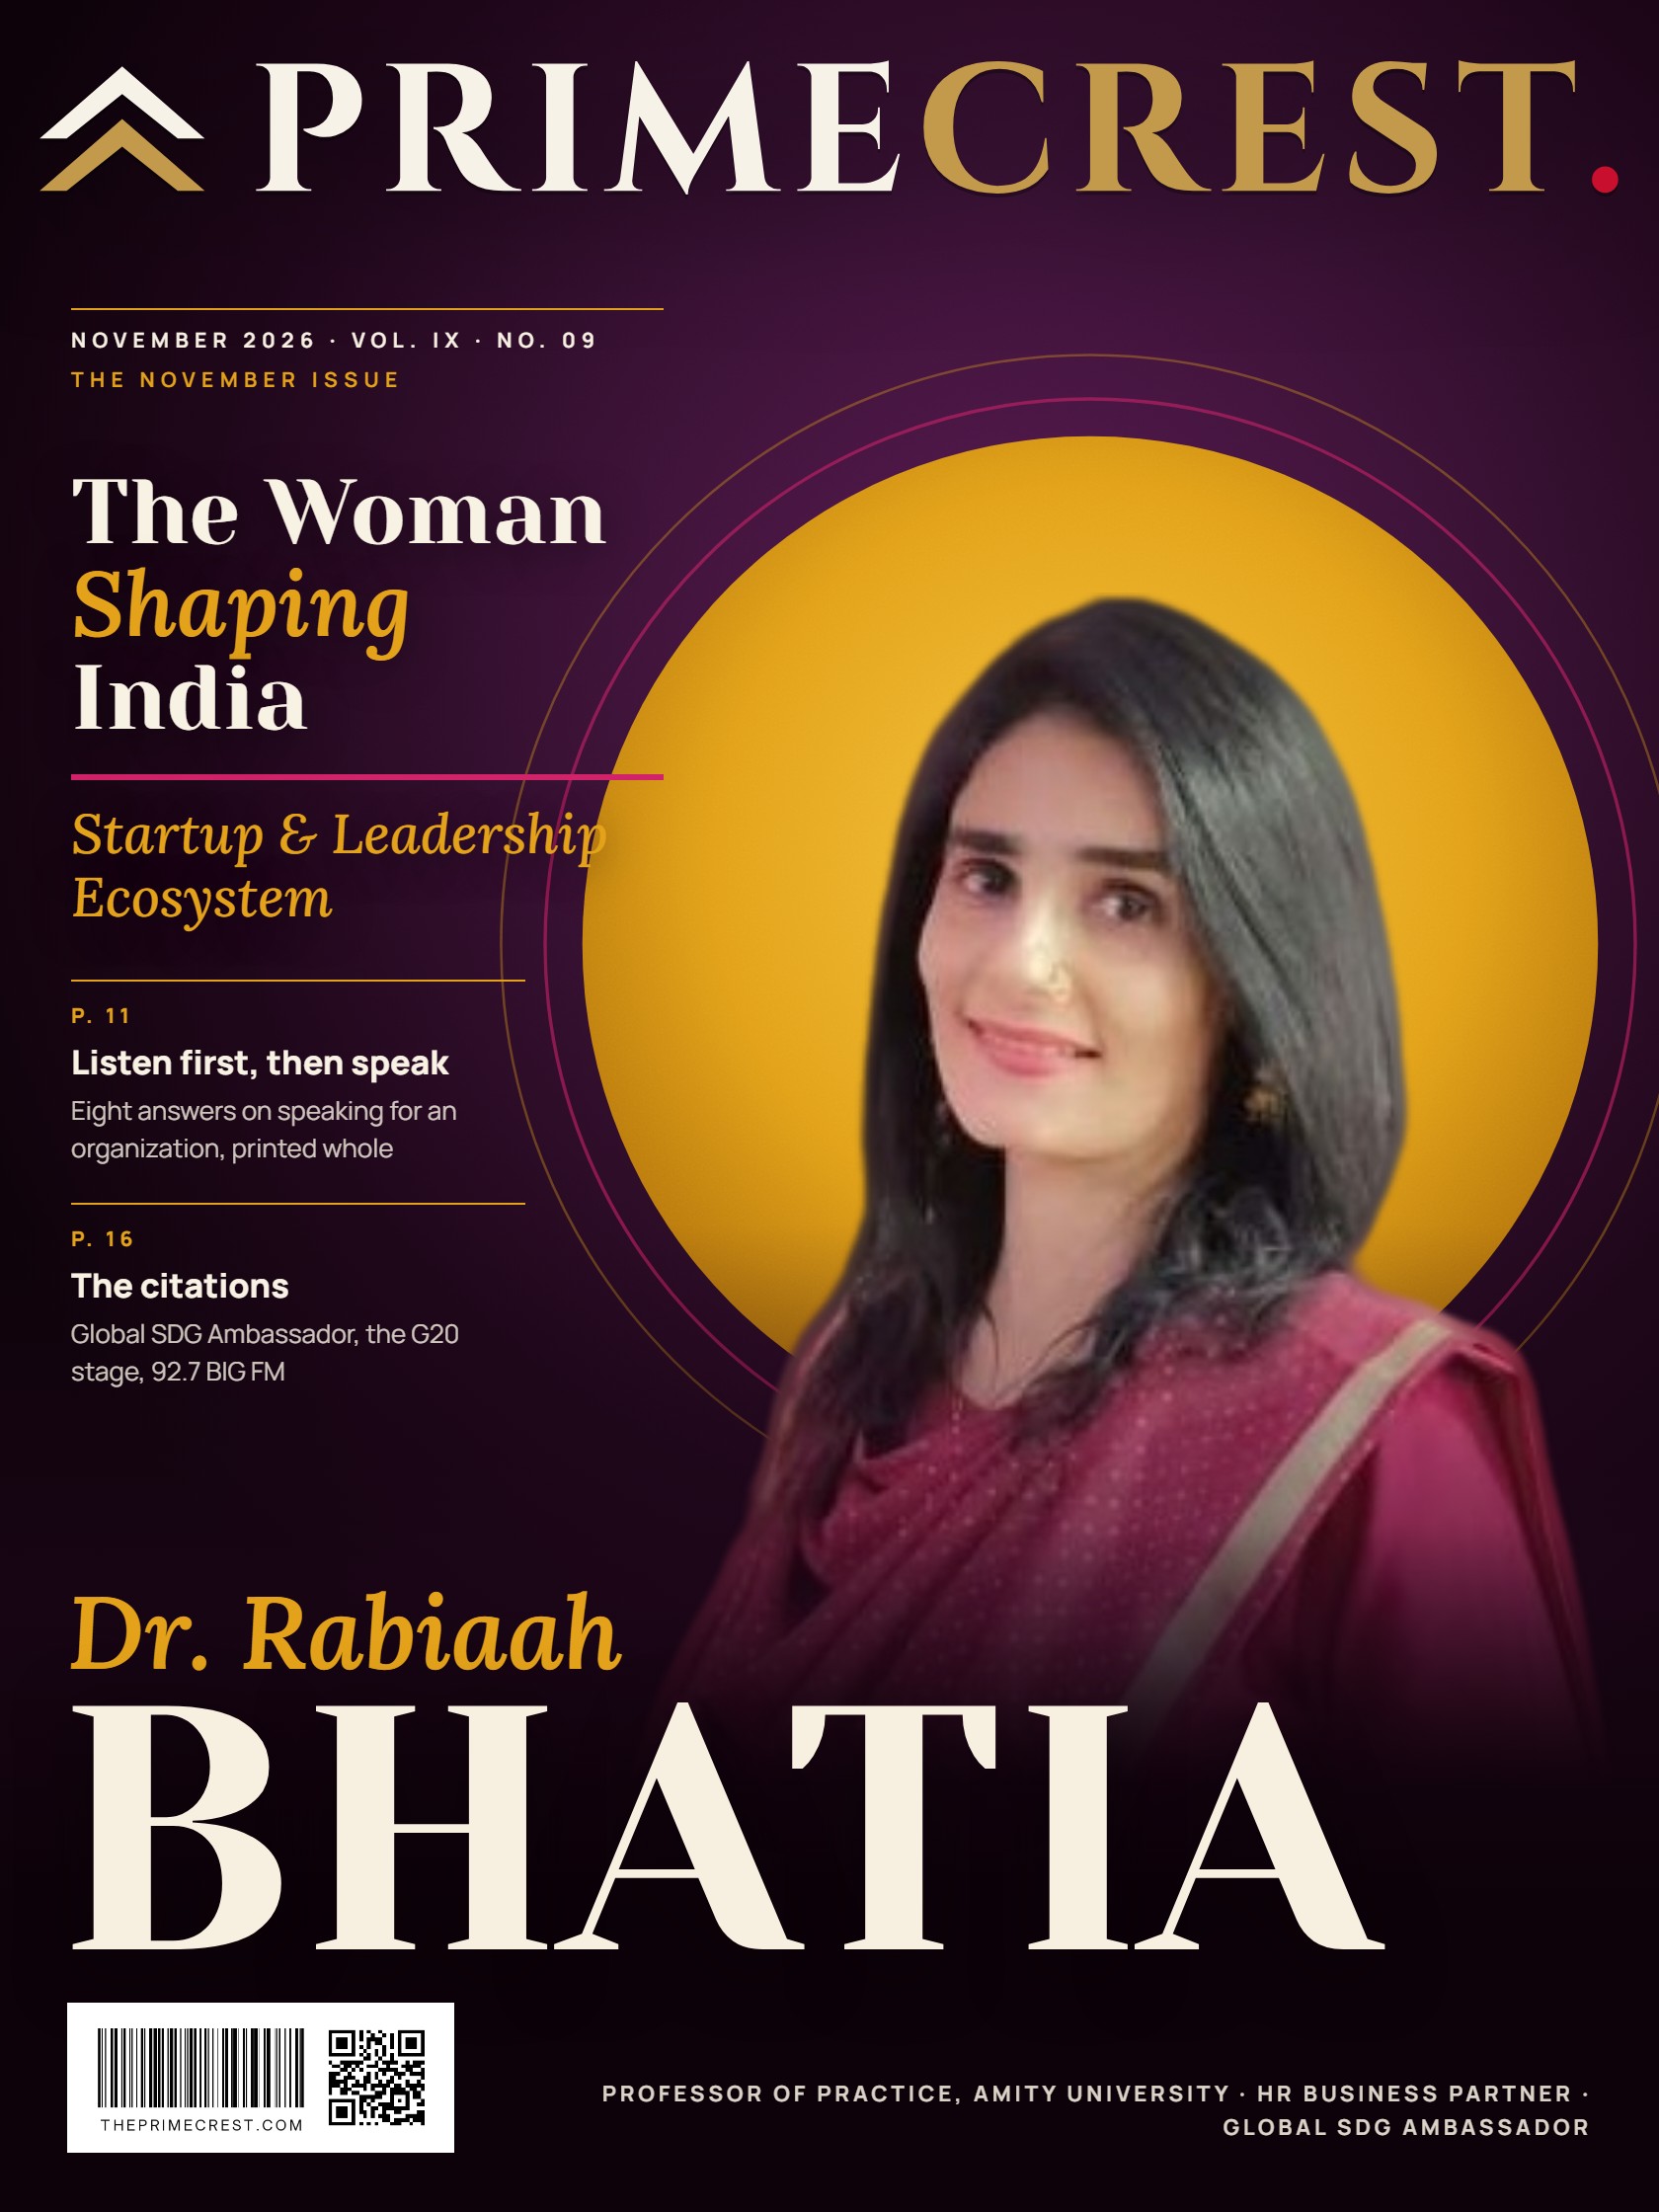 PRIMECREST.
NOVEMBER 2026 · VOL. IX · NO. 09
THE NOVEMBER ISSUE
The Woman
Shaping
India
Startup & Leadership
Ecosystem
P. 11
Listen first, then speak
Eight answers on speaking for an
organization, printed whole
P. 16
The citations
Global SDG Ambassador, the G20
stage, 92.7 BIG FM
Dr. Rabiaah
BHATIA
THEPRIMECREST.COM
PROFESSOR OF PRACTICE, AMITY UNIVERSITY · HR BUSINESS PARTNER ·
GLOBAL SDG AMBASSADOR